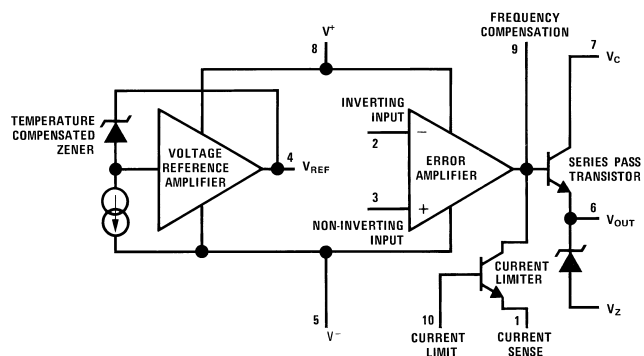 FREQUENCY
COMPENSATION
V+
8
9
7
VC
TEMPERATURE
COMPENSATED
ZENER
VOLTAGE
REFERENCE
AMPLIFIER
4
VREF
INVERTING
INPUT
2
−
ERROR
AMPLIFIER
3
+
NON-INVERTING
INPUT
SERIES PASS
TRANSISTOR
6
VOUT
CURRENT
LIMITER
VZ
5
V−
10
CURRENT
LIMIT
1
CURRENT
SENSE